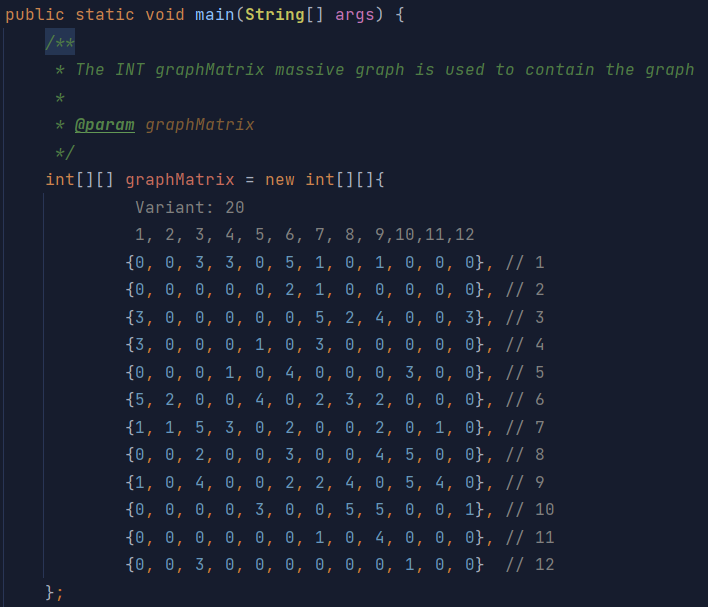 public static void main(String[] args) {
/**
* The INT graphMatrix massive graph is used to contain the graph
*
* @param graphMatrix
*/
int[][] graphMatrix = new int[][]{
Variant: 20
1, 2, 3, 4, 5, 6, 7, 8, 9,10,11,12
{0, 0, 3, 3, 0, 5, 1, 0, 1, 0, 0, 0}, // 1
{0, 0, 0, 0, 0, 2, 1, 0, 0, 0, 0, 0}, // 2
{3, 0, 0, 0, 0, 0, 5, 2, 4, 0, 0, 3}, // 3
{3, 0, 0, 0, 1, 0, 3, 0, 0, 0, 0, 0}, // 4
{0, 0, 0, 1, 0, 4, 0, 0, 0, 3, 0, 0}, // 5
{5, 2, 0, 0, 4, 0, 2, 3, 2, 0, 0, 0}, // 6
{1, 1, 5, 3, 0, 2, 0, 0, 2, 0, 1, 0}, // 7
{0, 0, 2, 0, 0, 3, 0, 0, 4, 5, 0, 0}, // 8
{1, 0, 4, 0, 0, 2, 2, 4, 0, 5, 4, 0}, // 9
{0, 0, 0, 0, 3, 0, 0, 5, 5, 0, 0, 1}, // 10
{0, 0, 0, 0, 0, 0, 1, 0, 4, 0, 0, 0}, // 11
{0, 0, 3, 0, 0, 0, 0, 0, 0, 1, 0, 0}  // 12
};